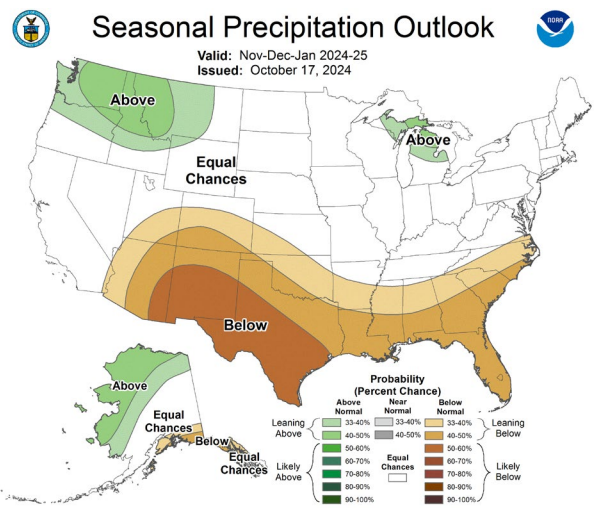 Seasonal Precipitation Outlook
NOAA
Valid: Nov-Dec-Jan 2024-25
Issued: October 17, 2024
Above
Above
Equal
Chances
Below
Above
Equal
Chances
Below
Equal
Chances
Probability
(Percent Chance)
Above
Normal
Near
Normal
Below
Normal
Leaning
Above
33-40%
33-40%
33-40%
Leaning
Below
40-50%
40-50%
40-50%
Likely
Above
50-60%
60-70%
70-80%
80-90%
90-100%
Equal
Chances
50-60%
60-70%
70-80%
80-90%
90-100%
Likely
Below